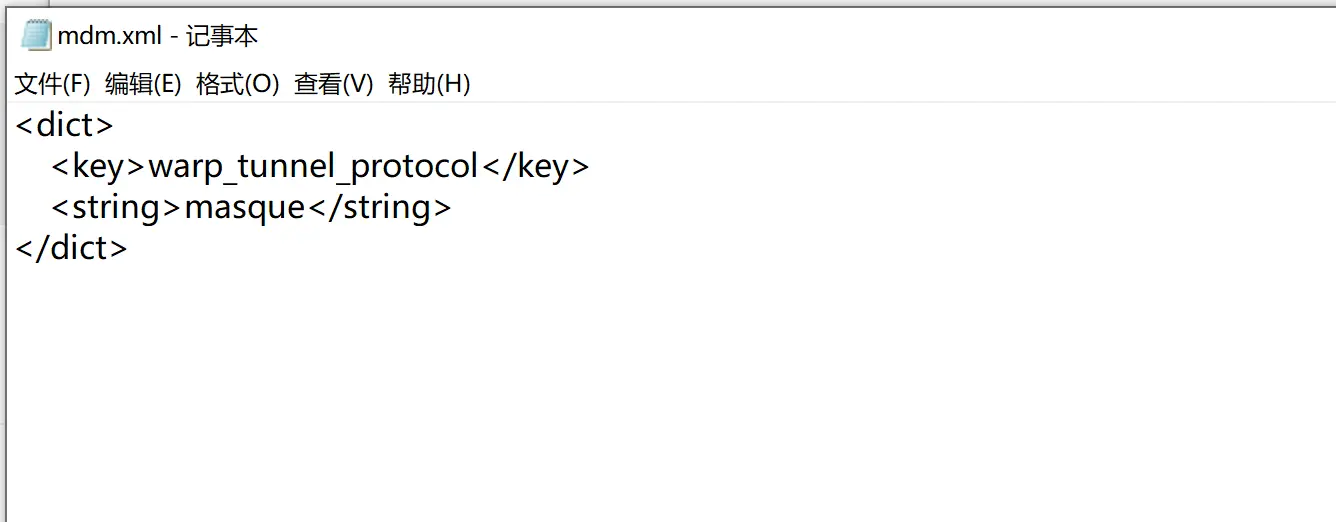 mdm.xml - 记事本
文件(F) 编辑(E) 格式(O) 查看(V) 帮助(H)
<dict>
    <key>warp_tunnel_protocol</key>
    <string>masque</string>
</dict>